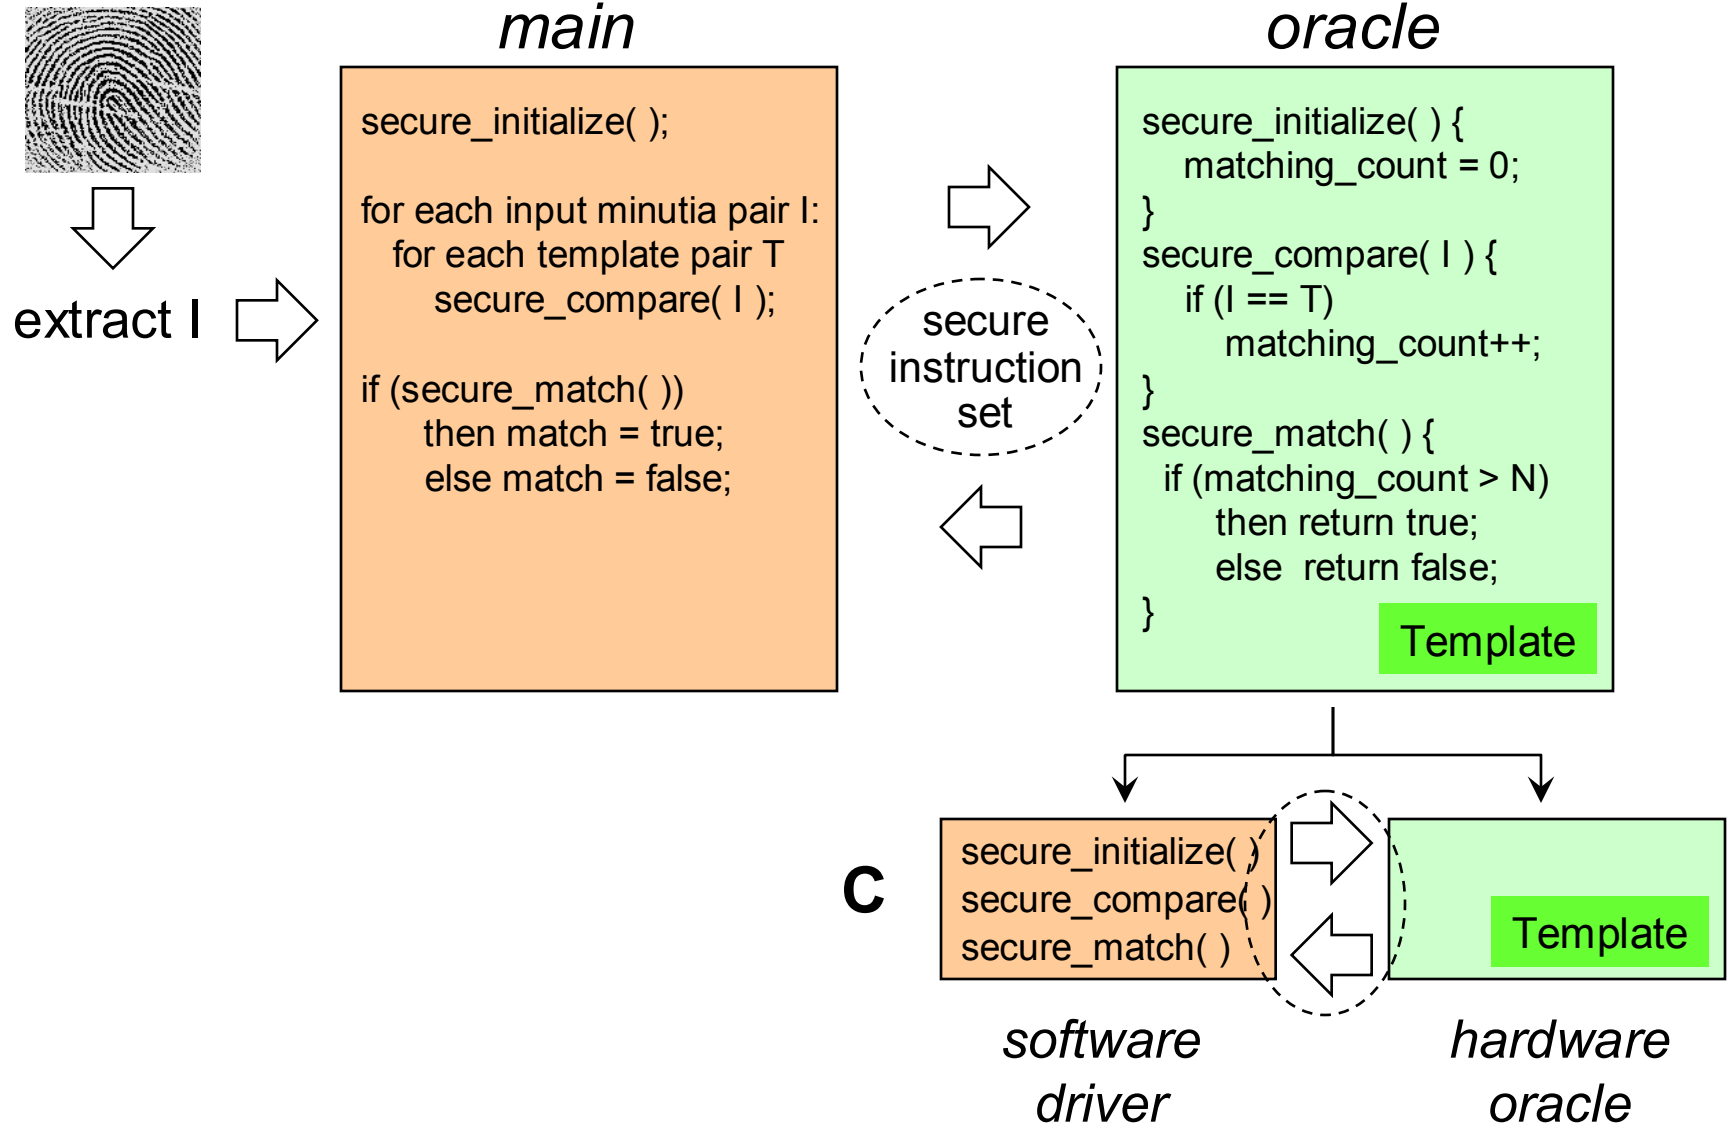 main
secure_initialize( );
for each input minutia pair I:
for each template pair T
secure_compare( I );
if (secure_match( ))
then match = true;
else match = false;
extract I
secure
instruction
set
oracle
secure_initialize( ) {
matching_count = 0;
}
secure_compare( I ) {
if (I == T)
matching_count++;
}
secure_match( ) {
if (matching_count > N)
then return true;
else return false;
}
Template
C
secure_initialize( )
secure_compare( )
secure_match( )
software
driver
Template
hardware
oracle